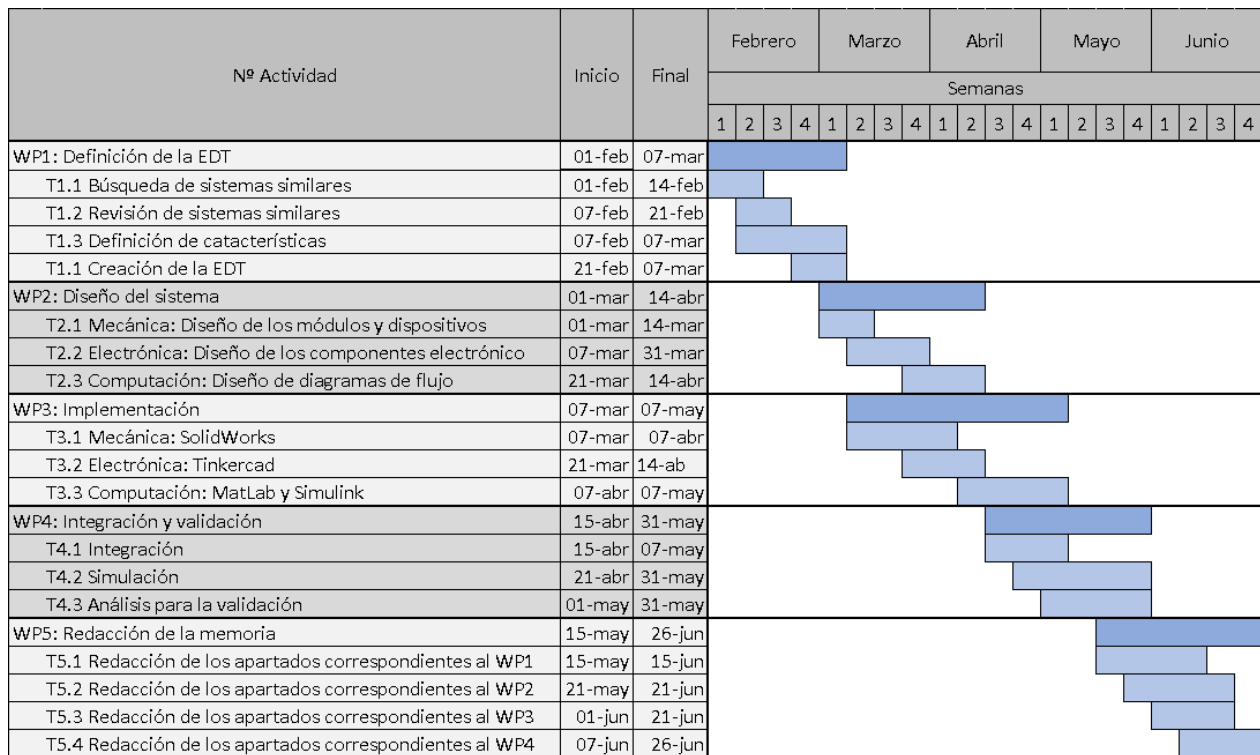 Nº Actividad Inicio Final Febrero Marzo Abril Mayo Junio
Semanas
1 2 3 4 1 2 3 4 1 2 3 4 1 2 3 4 1 2 3 4
WP1: Definición de la EDT 01-feb 07-mar
T1.1 Búsqueda de sistemas similares 01-feb 14-feb
T1.2 Revisión de sistemas similares 07-feb 21-feb
T1.3 Definición de catacterísticas 07-feb 07-mar
T1.1 Creación de la EDT 21-feb 07-mar
WP2: Diseño del sistema 01-mar 14-abr
T2.1 Mecánica: Diseño de los módulos y dispositivos 01-mar 14-mar
T2.2 Electrónica: Diseño de los componentes electrónico 07-mar 31-mar
T2.3 Computación: Diseño de diagramas de flujo 21-mar 14-abr
WP3: Implementación 07-mar 07-may
T3.1 Mecánica: SolidWorks 07-mar 07-abr
T3.2 Electrónica: Tinkercad 21-mar 14-ab
T3.3 Computación: MatLab y Simulink 07-abr 07-may
WP4: Integración y validación 15-abr 31-may
T4.1 Integración 15-abr 07-may
T4.2 Simulación 21-abr 31-may
T4.3 Análisis para la validación 01-may 31-may
WP5: Redacción de la memoria 15-may 26-jun
T5.1 Redacción de los apartados correspondientes al WP1 15-may 15-jun
T5.2 Redacción de los apartados correspondientes al WP2 21-may 21-jun
T5.3 Redacción de los apartados correspondientes al WP3 01-jun 21-jun
T5.4 Redacción de los apartados correspondientes al WP4 07-jun 26-jun